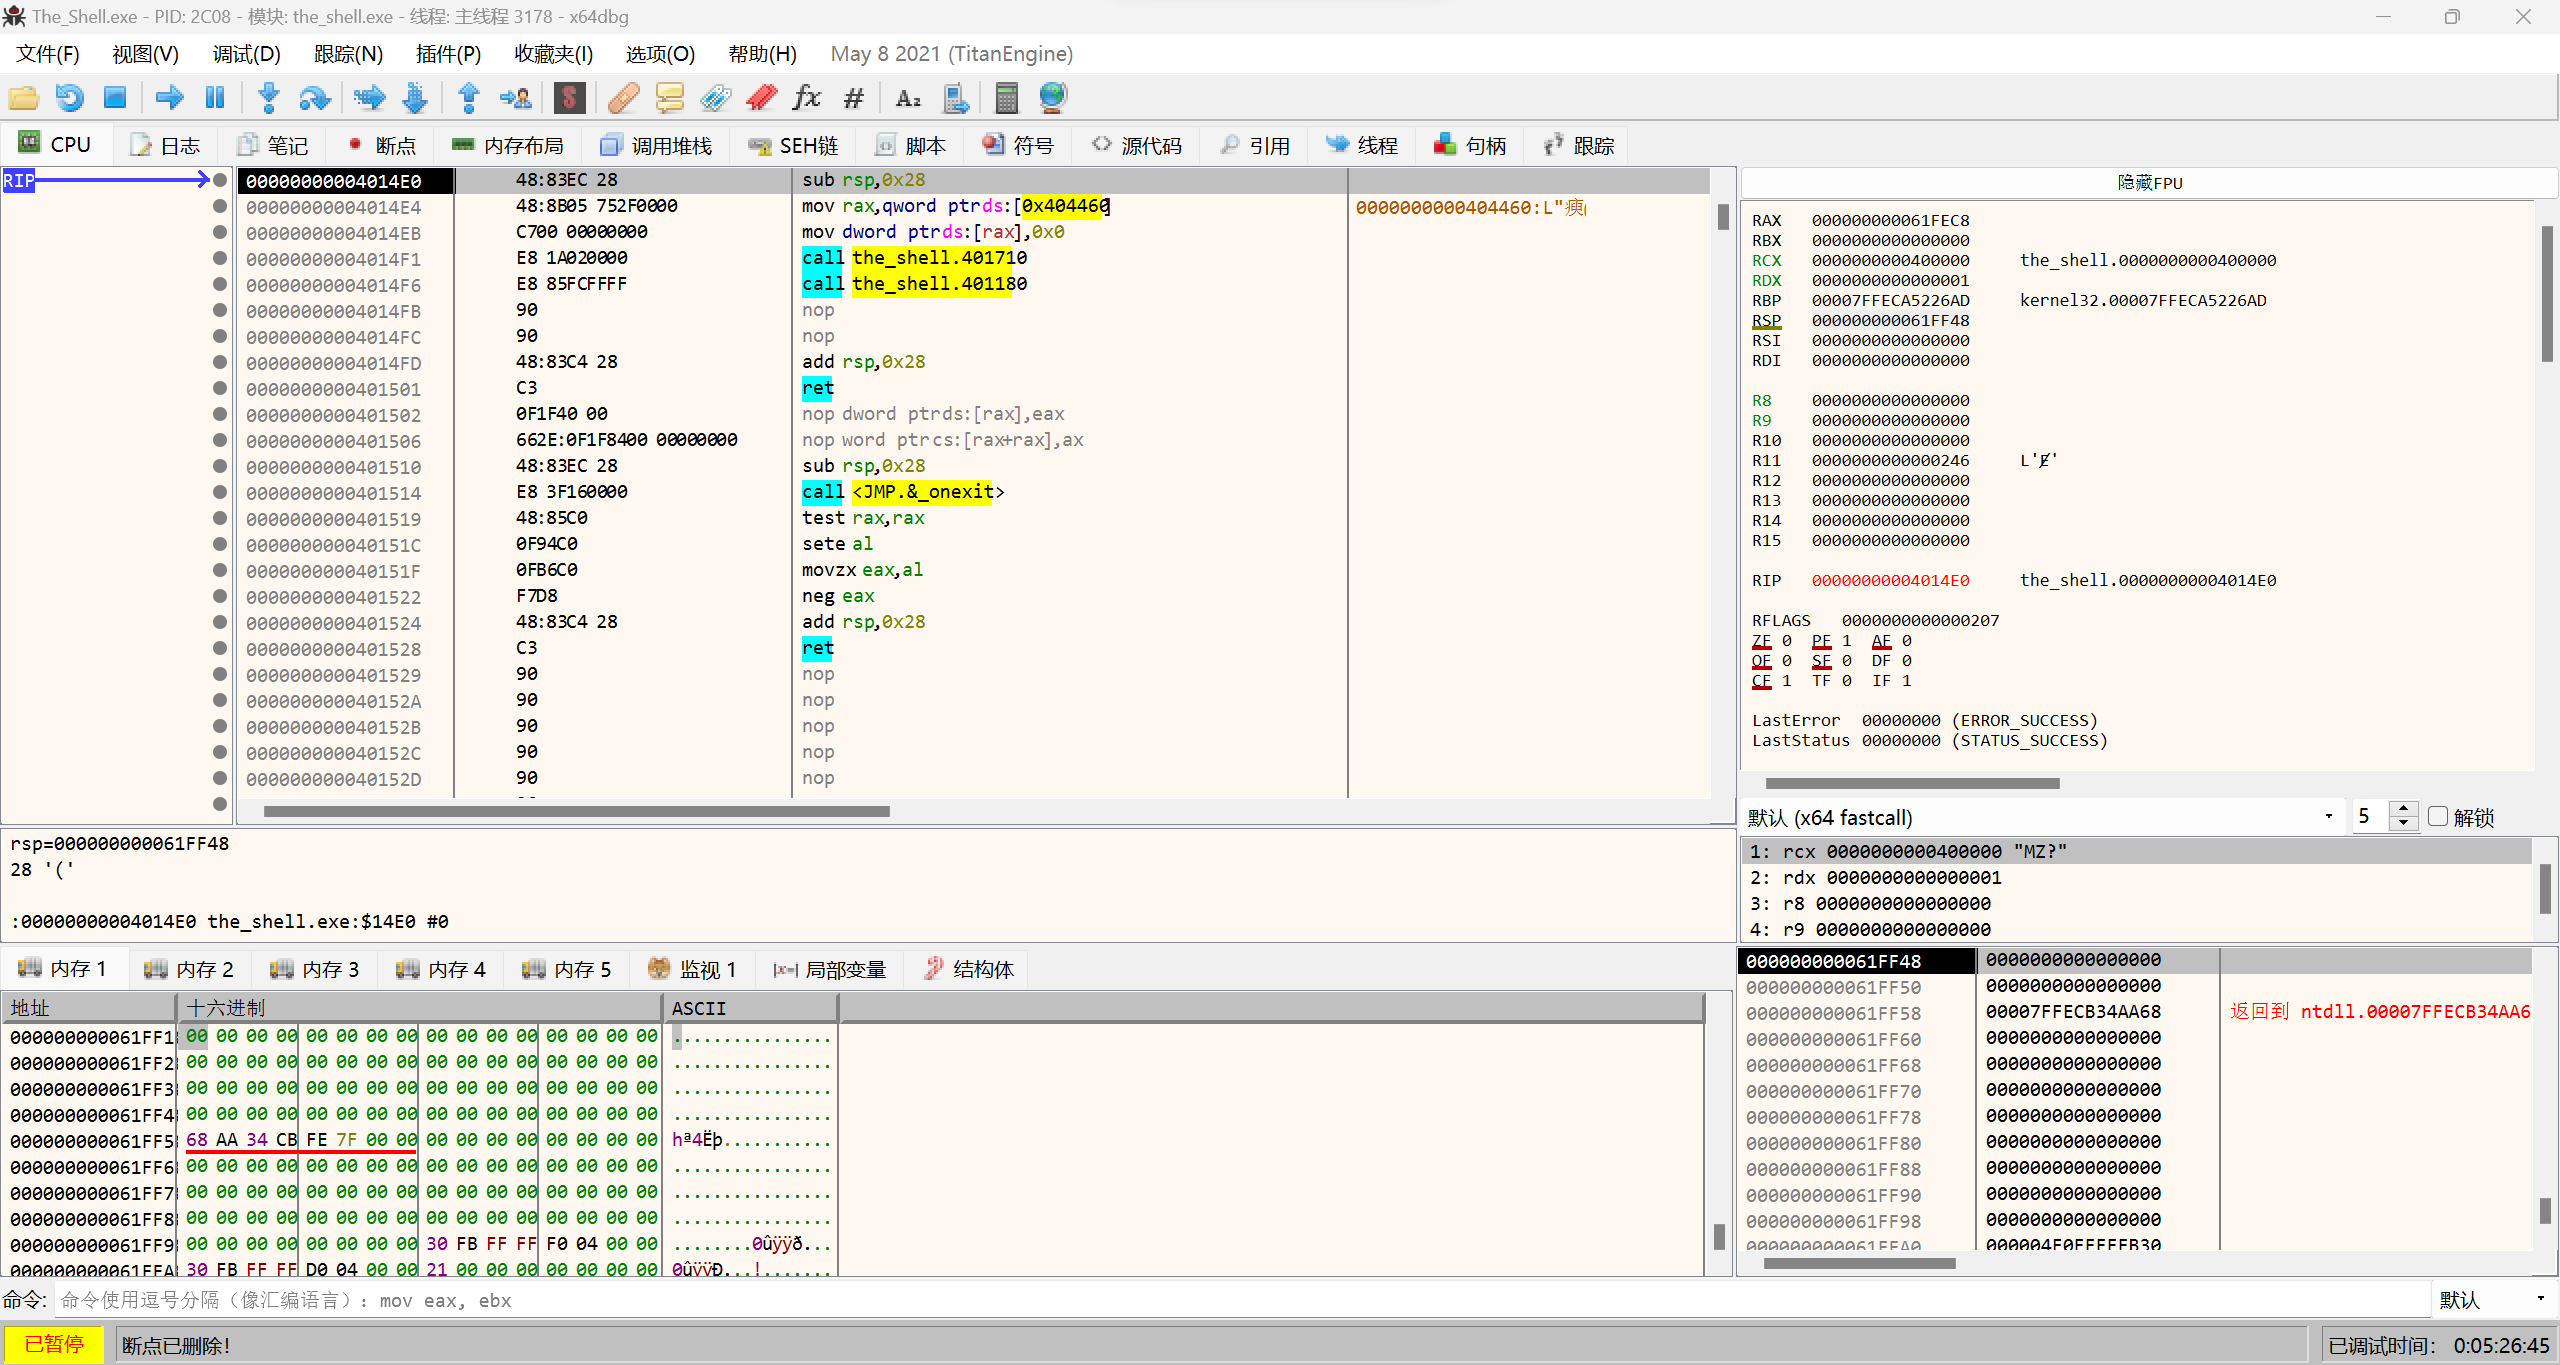 The_Shell.exe - PID: 2C08 - 模块: the_shell.exe - 线程: 主线程 3178 - x64dbg
文件(F) 视图(V) 调试(D) 跟踪(N) 插件(P) 收藏夹(I) 选项(O) 帮助(H) May 8 2021 (TitanEngine)
CPU 日志 笔记 断点 内存布局 调用堆栈 SEH链 脚本 符号 源代码 引用 线程 句柄 跟踪
RIP 00000000004014E0 48:83EC 28 sub rsp,0x28
00000000004014E4 48:8B05 752F0000 mov rax,qword ptrds:[0x404460] 0000000000404460:L"瘐(
00000000004014EB C700 00000000 mov dword ptrds:[rax],0x0
00000000004014F1 E8 1A020000 call the_shell.401710
00000000004014F6 E8 85FCFFFF call the_shell.401180
00000000004014FB 90 nop
00000000004014FC 90 nop
00000000004014FD 48:83C4 28 add rsp,0x28
0000000000401501 C3 ret
0000000000401502 0F1F40 00 nop dword ptrds:[rax],eax
0000000000401506 662E:0F1F8400 00000000 nop word ptrcs:[rax+rax],ax
0000000000401510 48:83EC 28 sub rsp,0x28
0000000000401514 E8 3F160000 call <JMP.&_onexit>
0000000000401519 48:85C0 test rax,rax
000000000040151C 0F94C0 sete al
000000000040151F 0FB6C0 movzx eax,al
0000000000401522 F7D8 neg eax
0000000000401524 48:83C4 28 add rsp,0x28
0000000000401528 C3 ret
0000000000401529 90 nop
000000000040152A 90 nop
000000000040152B 90 nop
000000000040152C 90 nop
000000000040152D 90 nop
隐藏FPU
RAX 000000000061FEC8
RBX 0000000000000000
RCX 0000000000400000 the_shell.0000000000400000
RDX 0000000000000001
RBP 00007FFECA5226AD kernel32.00007FFECA5226AD
RSP 000000000061FF48
RSI 0000000000000000
RDI 0000000000000000
R8 0000000000000000
R9 0000000000000000
R10 0000000000000000
R11 0000000000000246 L'Ɇ'
R12 0000000000000000
R13 0000000000000000
R14 0000000000000000
R15 0000000000000000
RIP 00000000004014E0 the_shell.00000000004014E0
RFLAGS 0000000000000207
ZF 0 PF 1 AF 0
OF 0 SF 0 DF 0
CF 1 TF 0 IF 1
LastError 00000000 (ERROR_SUCCESS)
LastStatus 00000000 (STATUS_SUCCESS)
默认 (x64 fastcall) 5 解锁
1: rcx 0000000000400000 "MZ?"
2: rdx 0000000000000001
3: r8 0000000000000000
4: r9 0000000000000000
rsp=000000000061FF48
28 '('
:00000000004014E0 the_shell.exe:$14E0 #0
内存 1 内存 2 内存 3 内存 4 内存 5 监视 1 局部变量 结构体
地址 十六进制 ASCII
000000000061FF1 00 00 00 00 00 00 00 00 00 00 00 00 00 00 00 00 ................
000000000061FF2 00 00 00 00 00 00 00 00 00 00 00 00 00 00 00 00 ................
000000000061FF3 00 00 00 00 00 00 00 00 00 00 00 00 00 00 00 00 ................
000000000061FF4 00 00 00 00 00 00 00 00 00 00 00 00 00 00 00 00 ................
000000000061FF5 68 AA 34 CB FE 7F 00 00 00 00 00 00 00 00 00 00 hª4Ëþ...........
000000000061FF6 00 00 00 00 00 00 00 00 00 00 00 00 00 00 00 00 ................
000000000061FF7 00 00 00 00 00 00 00 00 00 00 00 00 00 00 00 00 ................
000000000061FF8 00 00 00 00 00 00 00 00 00 00 00 00 00 00 00 00 ................
000000000061FF9 00 00 00 00 00 00 00 00 30 FB FF FF F0 04 00 00 ........0ûÿÿð...
000000000061FFA 30 FB FF FF D0 04 00 00 21 00 00 00 00 00 00 00 0ûÿÿÐ...!.......
000000000061FF48 0000000000000000
000000000061FF50 0000000000000000
000000000061FF58 00007FFECB34AA68 返回到 ntdll.00007FFECB34AA6
000000000061FF60 0000000000000000
000000000061FF68 0000000000000000
000000000061FF70 0000000000000000
000000000061FF78 0000000000000000
000000000061FF80 0000000000000000
000000000061FF88 0000000000000000
000000000061FF90 0000000000000000
000000000061FF98 0000000000000000
000000000061FFA0 000004F0FFFFFB30
命令: 命令使用逗号分隔（像汇编语言）: mov eax, ebx 默认
已暂停 断点已删除! 已调试时间: 0:05:26:45